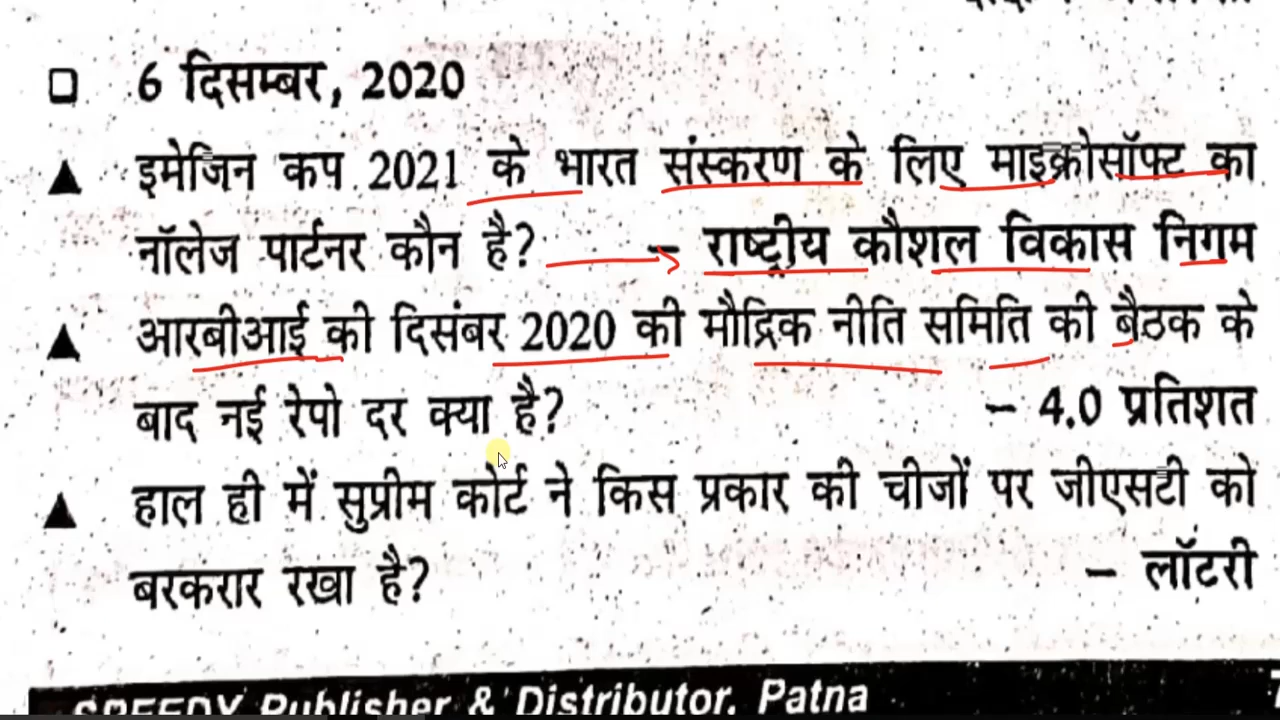 □ 6 दिसम्बर, 2020
▲ इमेजिन कप 2021 के भारत संस्करण के लिए माइक्रोसॉफ्ट का
नॉलेज पार्टनर कौन है? – राष्ट्रीय कौशल विकास निगम
▲ आरबीआई की दिसंबर 2020 की मौद्रिक नीति समिति की बैठक के
बाद नई रेपो दर क्या है? – 4.0 प्रतिशत
▲ हाल ही में सुप्रीम कोर्ट ने किस प्रकार की चीजों पर जीएसटी को
बरकरार रखा है? – लॉटरी
SPEEDY Publisher & Distributor, Patna